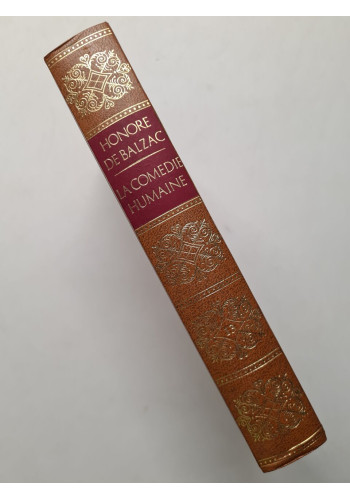 HONORE
DE BALZAC
LA COMEDIE
HUMAINE